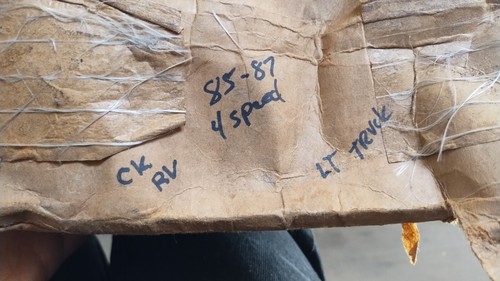 85-87
4 speed
CK
RV
LT TRUCK